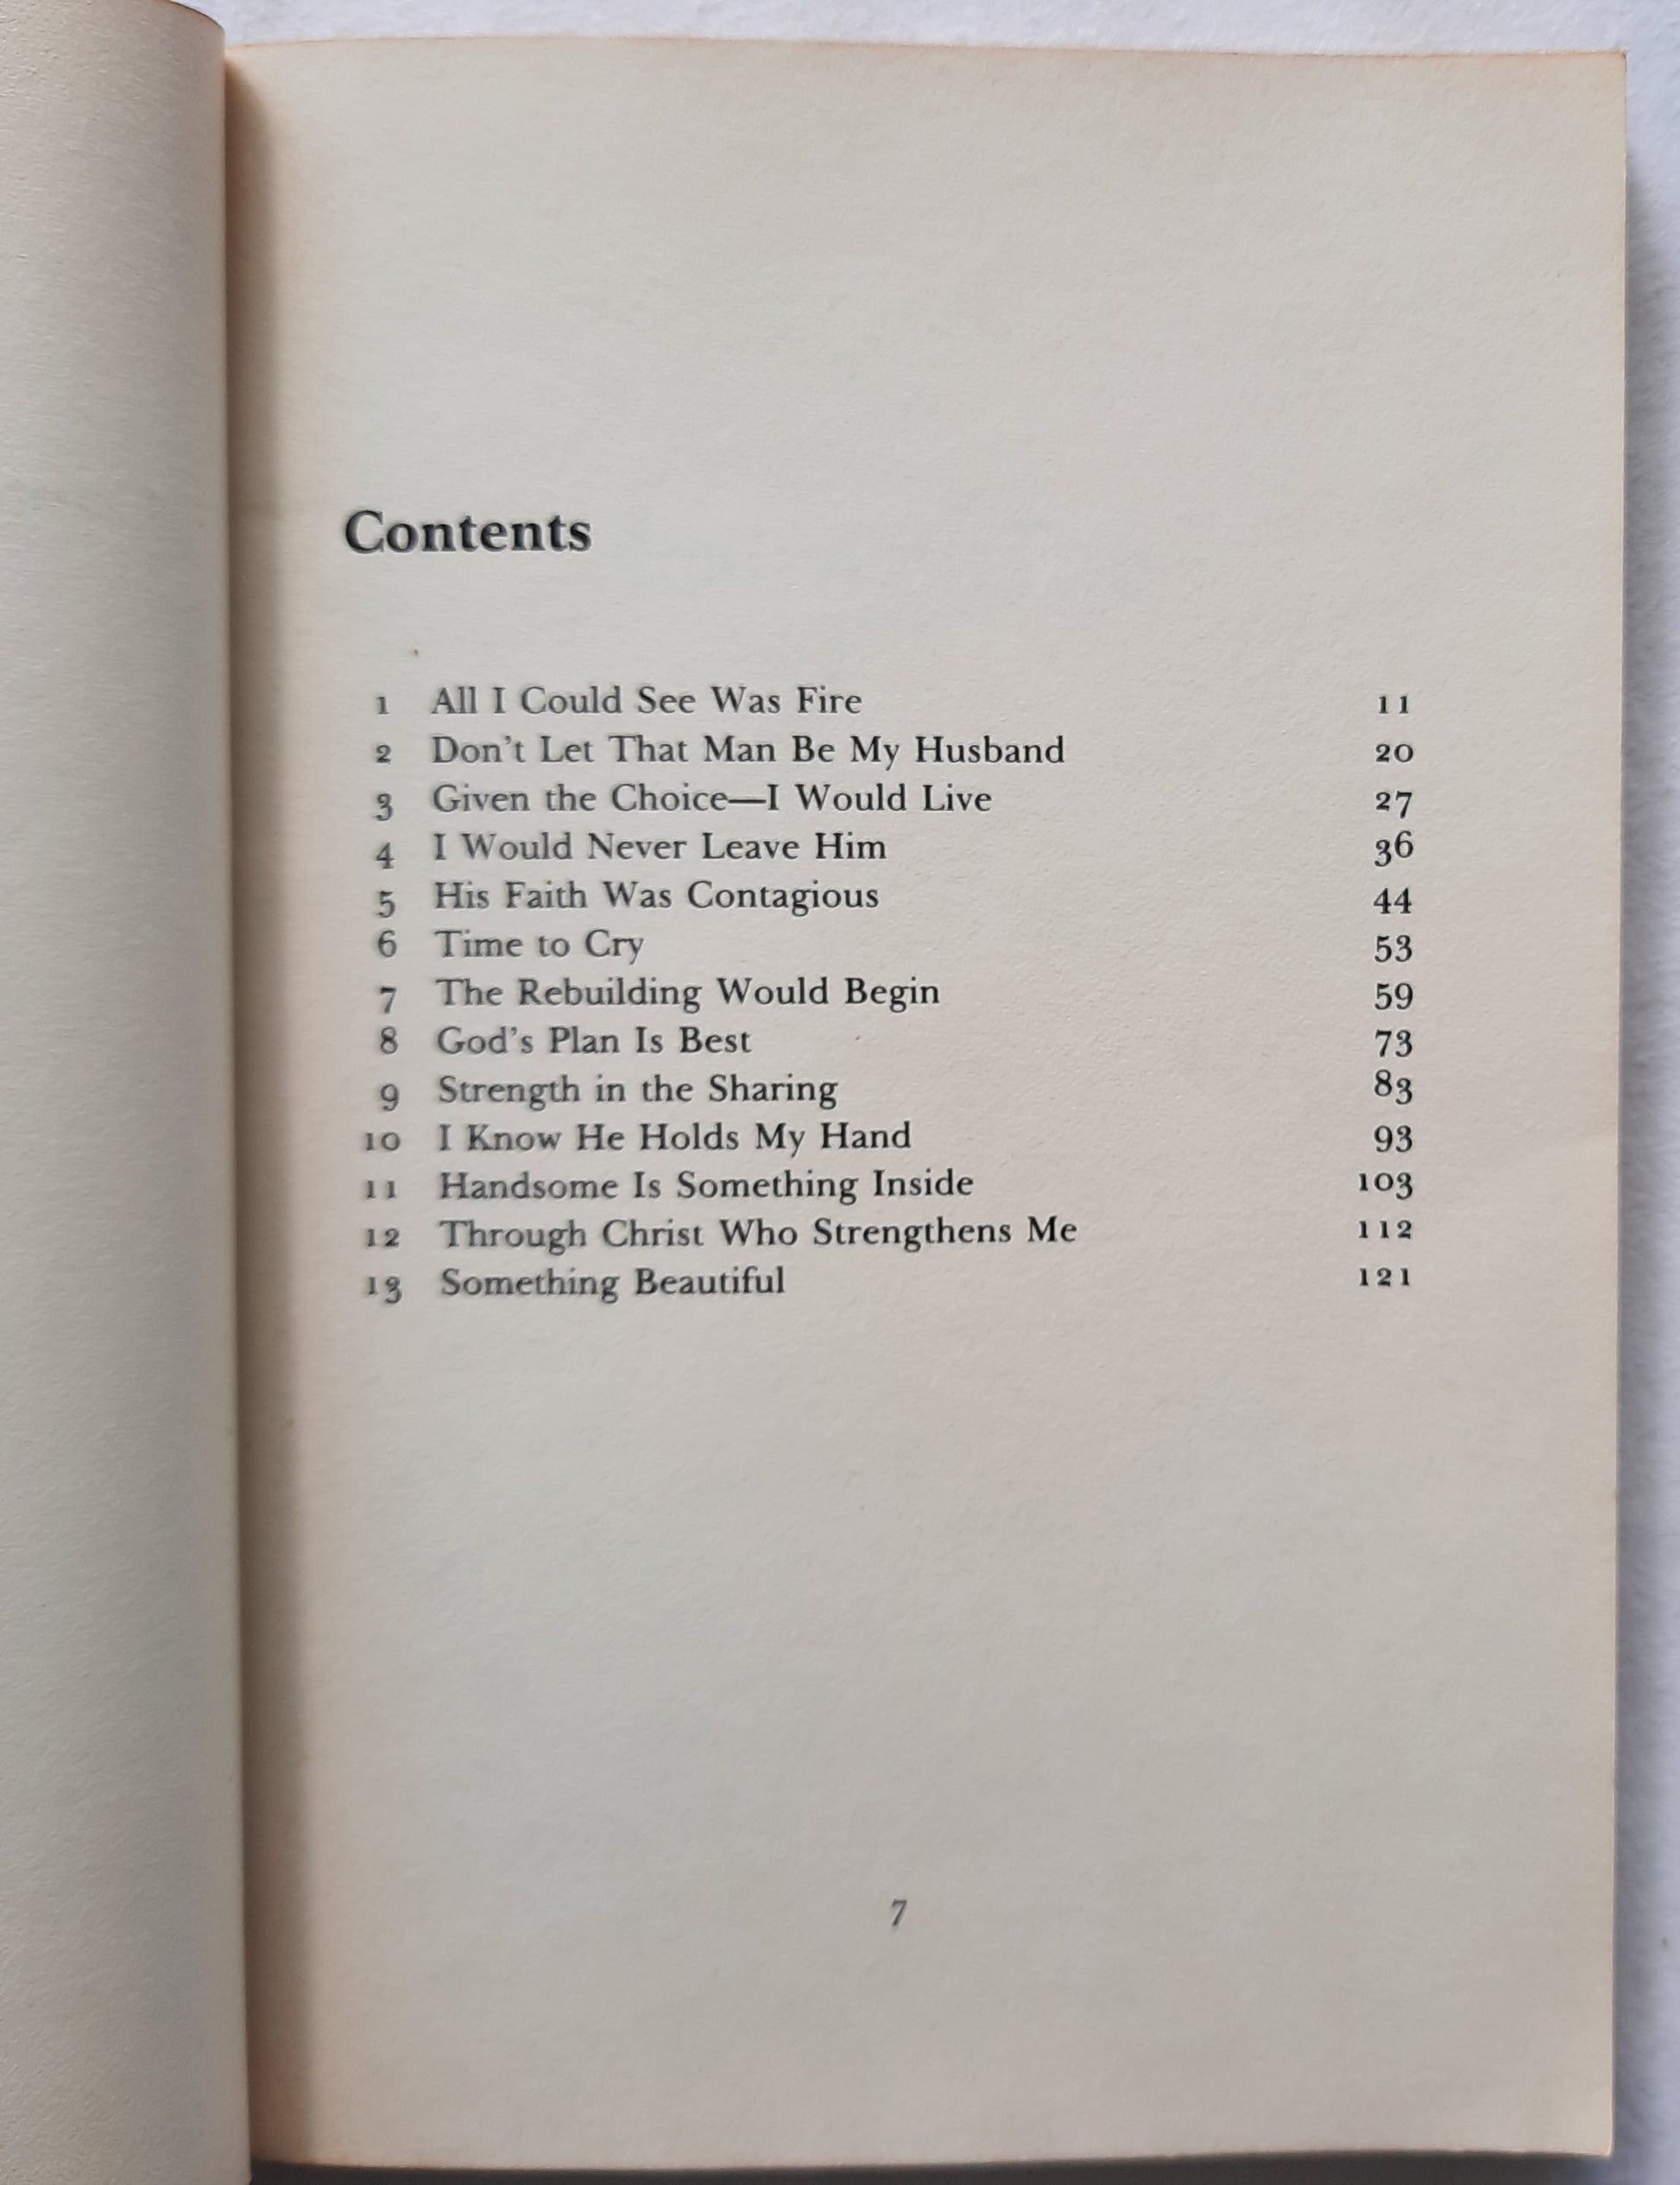 Contents
1 All I Could See Was Fire 11
2 Don't Let That Man Be My Husband 20
3 Given the Choice—I Would Live 27
4 I Would Never Leave Him 36
5 His Faith Was Contagious 44
6 Time to Cry 53
7 The Rebuilding Would Begin 59
8 God's Plan Is Best 73
9 Strength in the Sharing 83
10 I Know He Holds My Hand 93
11 Handsome Is Something Inside 103
12 Through Christ Who Strengthens Me 112
13 Something Beautiful 121
7